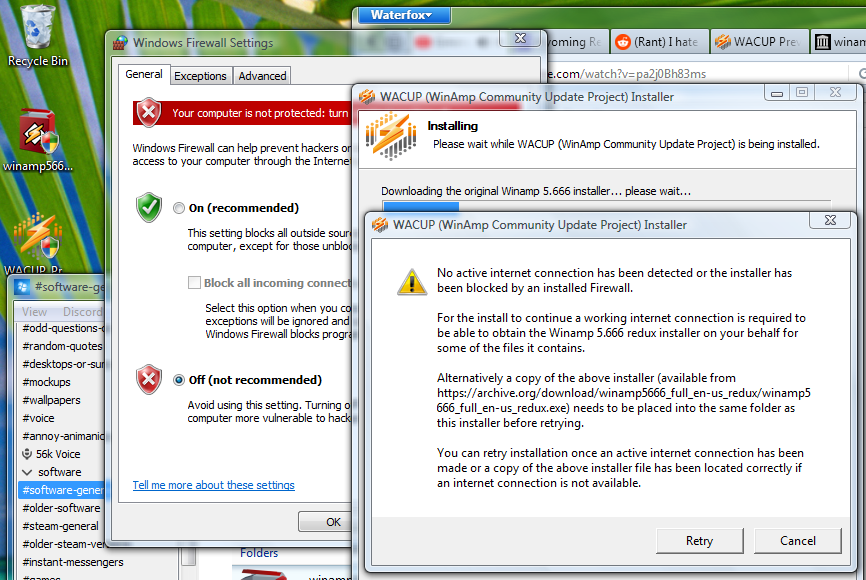 Recycle Bin
winamp566...
WACUP_Pr
Waterfox
yoming Re
(Rant) I hate
WACUP Prev
winam
e.com/watch?v=pa2j0Bh83ms
#software-ge
View Discord
#odd-questions-
#random-quotes
#desktops-or-su
#mockups
#wallpapers
#voice
#annoy-animanic
56k Voice
software
#software-gener
#older-software
#steam-general
#older-steam-ver
#instant-messengers
#games
Windows Firewall Settings
General Exceptions Advanced
Your computer is not protected: turn
Windows Firewall can help prevent hackers or
access to your computer through the Internet
On (recommended)
This setting blocks all outside sour
computer, except for those unbloc
Block all incoming connect
Select this option when you co
exceptions will be ignored and
Windows Firewall blocks progra
Off (not recommended)
Avoid using this setting. Turning o
computer more vulnerable to hack
Tell me more about these settings
OK
Folders
winamp
WACUP (WinAmp Community Update Project) Installer
Installing
Please wait while WACUP (WinAmp Community Update Project) is being installed.
Downloading the original Winamp 5.666 installer... please wait...
WACUP (WinAmp Community Update Project) Installer
No active internet connection has been detected or the installer has
been blocked by an installed Firewall.
For the install to continue a working internet connection is required to
be able to obtain the Winamp 5.666 redux installer on your behalf for
some of the files it contains.
Alternatively a copy of the above installer (available from
https://archive.org/download/winamp5666_full_en-us_redux/winamp5
666_full_en-us_redux.exe) needs to be placed into the same folder as
this installer before retrying.
You can retry installation once an active internet connection has been
made or a copy of the above installer file has been located correctly if
an internet connection is not available.
Retry Cancel